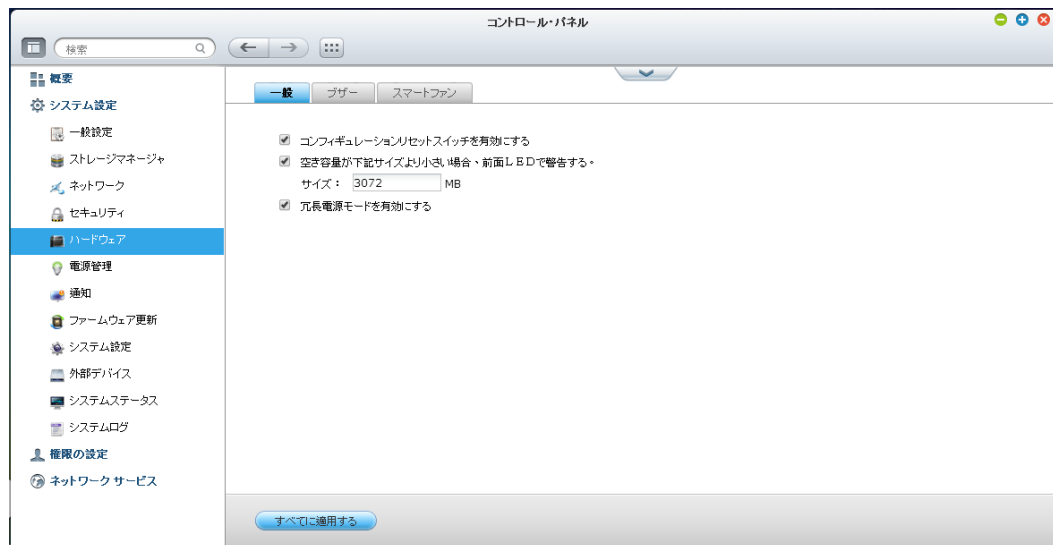 コントロール・パネル
検索
概要
システム設定
一般設定
ストレージマネージャ
ネットワーク
セキュリティ
ハードウェア
電源管理
通知
ファームウェア更新
システム設定
外部デバイス
システムステータス
システムログ
権限の設定
ネットワーク サービス
一般 ブザー スマートファン
コンフィギュレーションリセットスイッチを有効にする
空き容量が下記サイズより小さい場合、前面LEDで警告する。
サイズ: 3072 MB
冗長電源モードを有効にする
すべてに適用する